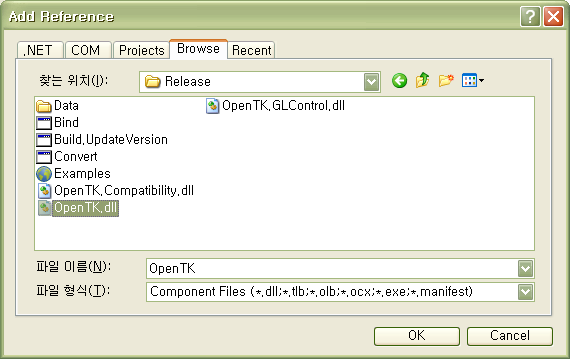 Add Reference
.NET COM Projects Browse Recent
찾는 위치(I): Release
Data OpenTK.GLControl.dll
Bind
Build.UpdateVersion
Convert
Examples
OpenTK.Compatibility.dll
OpenTK.dll
파일 이름(N): OpenTK
파일 형식(T): Component Files (*.dll;*.tlb;*.olb;*.ocx;*.exe;*.manifest)
OK Cancel